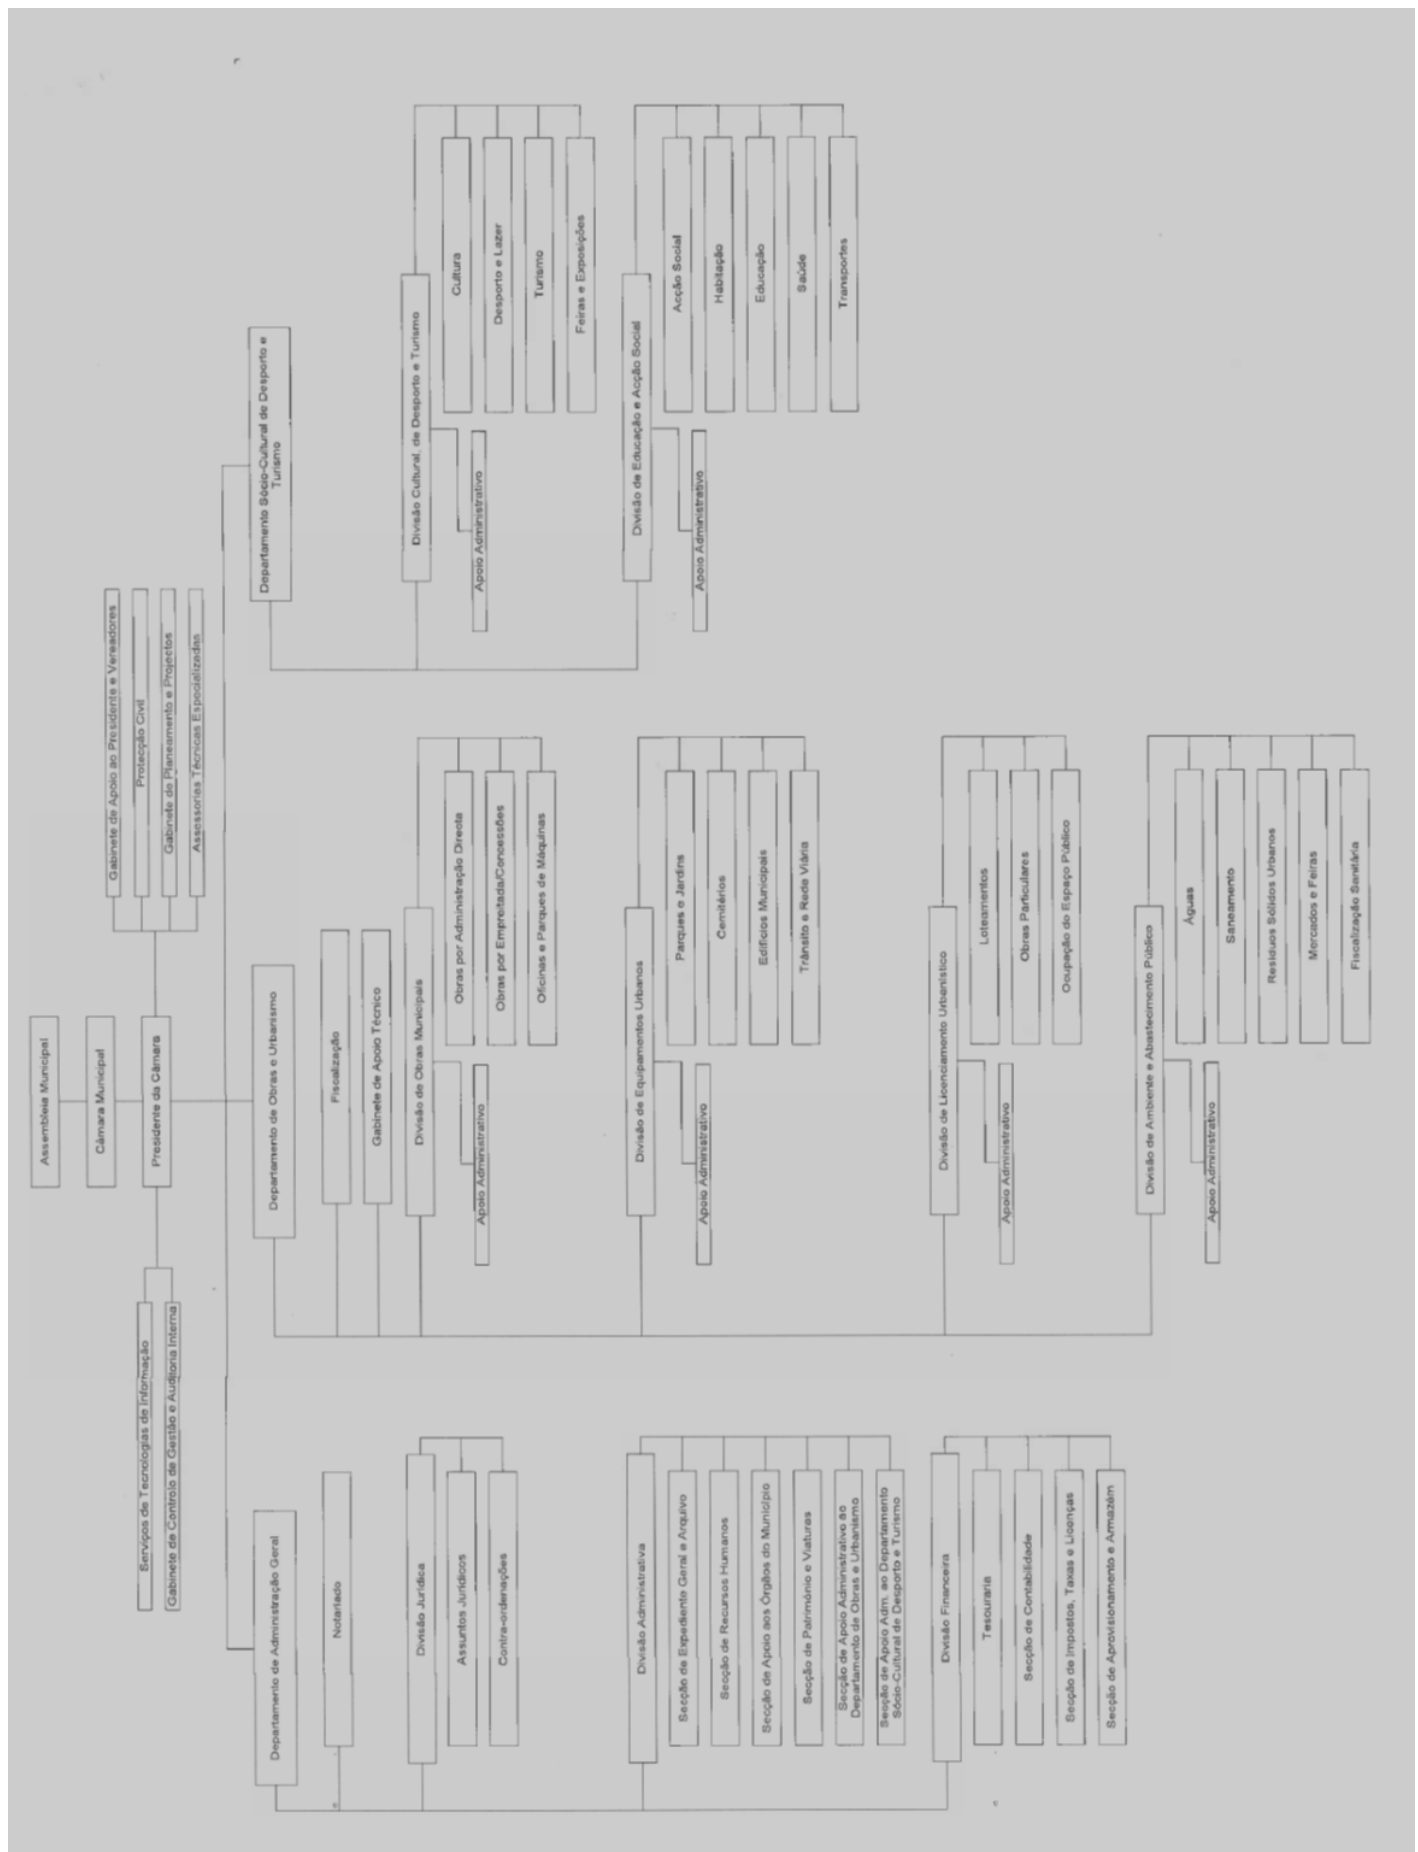 Assembleia Municipal
Câmara Municipal
Presidente da Câmara
Serviços de Tecnologias de Informação
Gabinete de Controlo de Gestão e Auditoria Interna
Gabinete de Apoio ao Presidente e Vereadores
Protecção Civil
Gabinete de Planeamento e Projectos
Assessorias Técnicas Especializadas
Departamento de Administração Geral
Notariado
Divisão Jurídica
Assuntos Jurídicos
Contra-ordenações
Divisão Administrativa
Secção de Expediente Geral e Arquivo
Secção de Recursos Humanos
Secção de Apoio aos Órgãos do Município
Secção de Património e Viaturas
Secção de Apoio Administrativo ao
Departamento de Obras e Urbanismo
Secção de Apoio Adm. ao Departamento
Sócio-Cultural de Desporto e Turismo
Divisão Financeira
Tesouraria
Secção de Contabilidade
Secção de Impostos, Taxas e Licenças
Secção de Aprovisionamento e Armazém
Departamento de Obras e Urbanismo
Fiscalização
Gabinete de Apoio Técnico
Divisão de Obras Municipais
Apoio Administrativo
Obras por Administração Directa
Obras por Empreitada/Concessões
Oficinas e Parques de Máquinas
Divisão de Equipamentos Urbanos
Apoio Administrativo
Parques e Jardins
Cemitérios
Edifícios Municipais
Trânsito e Rede Viária
Divisão de Licenciamento Urbanístico
Apoio Administrativo
Loteamentos
Obras Particulares
Ocupação do Espaço Público
Divisão de Ambiente e Abastecimento Público
Apoio Administrativo
Águas
Saneamento
Resíduos Sólidos Urbanos
Mercados e Feiras
Fiscalização Sanitária
Departamento Sócio-Cultural de Desporto e
Turismo
Divisão Cultural, de Desporto e Turismo
Apoio Administrativo
Cultura
Desporto e Lazer
Turismo
Feiras e Exposições
Divisão de Educação e Acção Social
Apoio Administrativo
Acção Social
Habitação
Educação
Saúde
Transportes